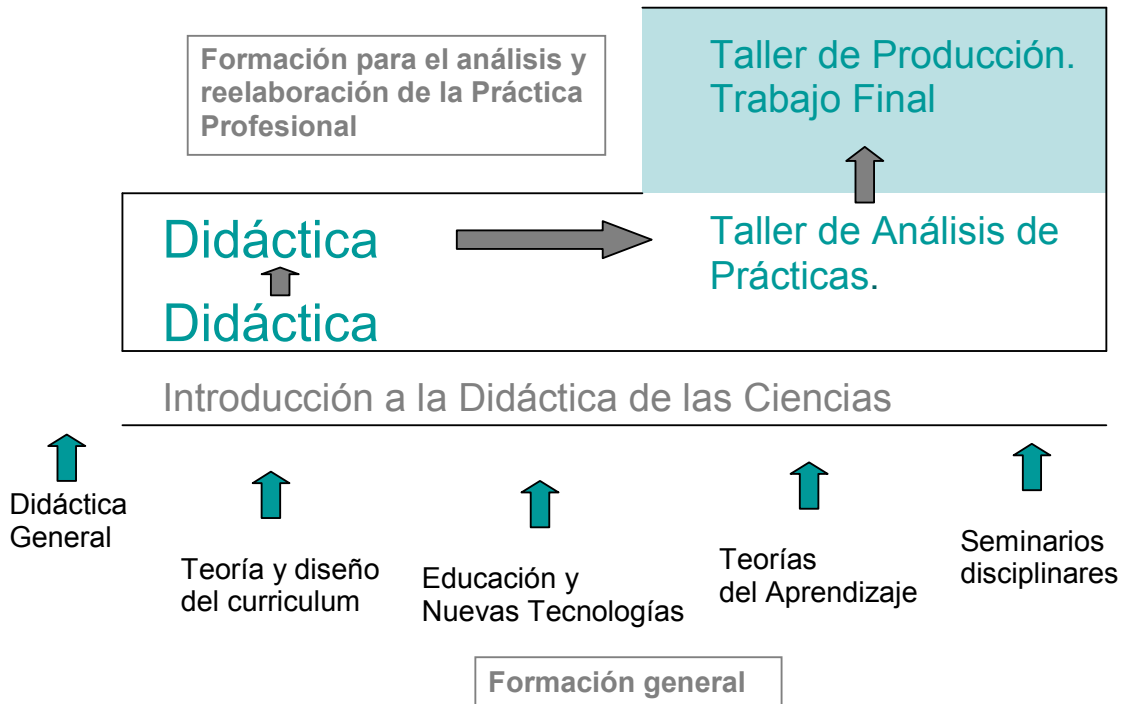 Formación para el análisis y
reelaboración de la Práctica
Profesional
Taller de Producción.
Trabajo Final
Didáctica
Taller de Análisis de
Prácticas.
Didáctica
Introducción a la Didáctica de las Ciencias
Didáctica
General
Teoría y diseño
del curriculum
Educación y
Nuevas Tecnologías
Teorías
del Aprendizaje
Seminarios
disciplinares
Formación general